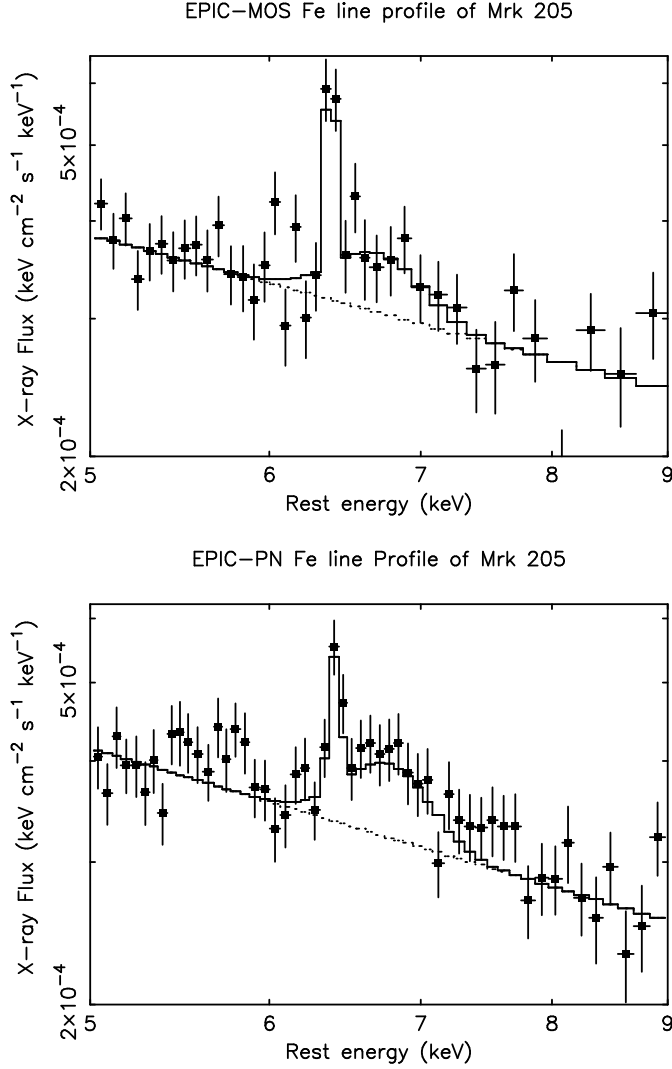 EPIC−MOS Fe line profile of Mrk 205
X−ray Flux (keV cm−2 s−1 keV−1)
5×10−4
2×10−4
5 6 7 8 9
Rest energy (keV)
EPIC−PN Fe line Profile of Mrk 205
X−ray Flux (keV cm−2 s−1 keV−1)
5×10−4
2×10−4
5 6 7 8 9
Rest energy (keV)